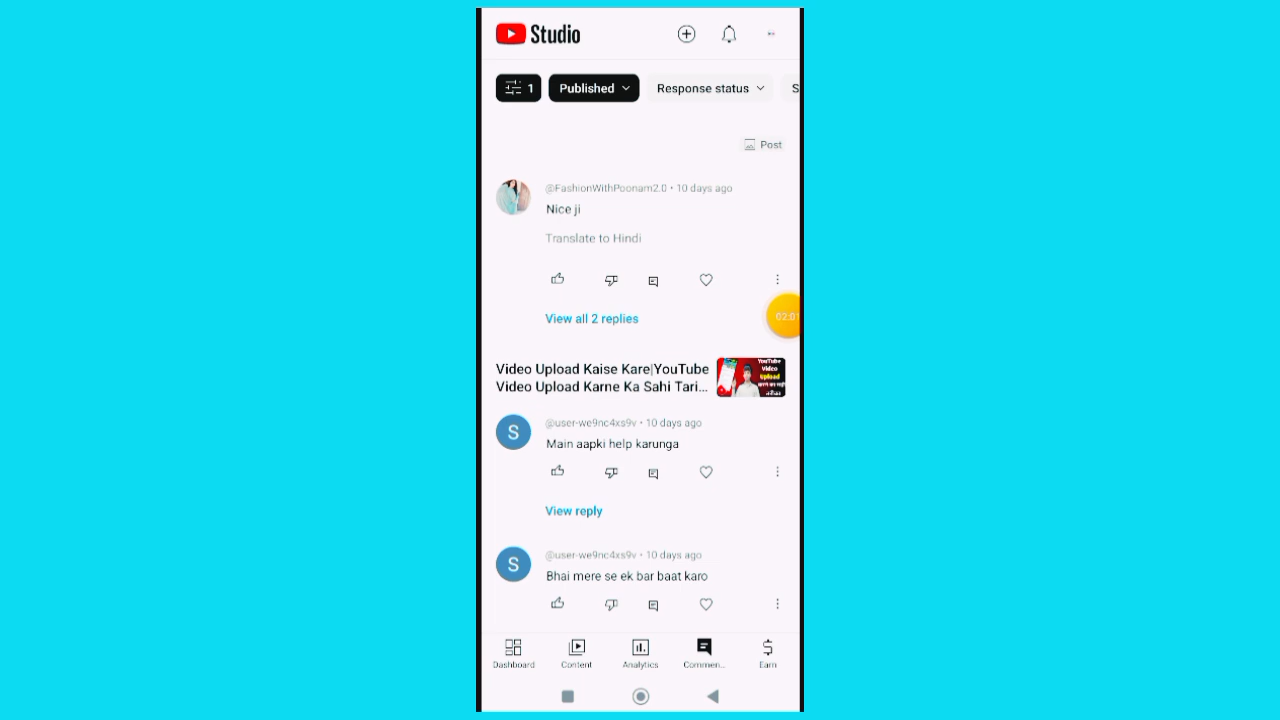 Studio
1
Published
Response status
S
Post
@FashionWithPoonam2.0 • 10 days ago
Nice ji
Translate to Hindi
View all 2 replies
02:01
Video Upload Kaise Kare|YouTube
Video Upload Karne Ka Sahi Tari...
YouTube
Video
Upload
@user-we9nc4xs9v • 10 days ago
S
Main aapki help karunga
View reply
@user-we9nc4xs9v • 10 days ago
S
Bhai mere se ek bar baat karo
Dashboard
Content
Analytics
Commen...
Earn